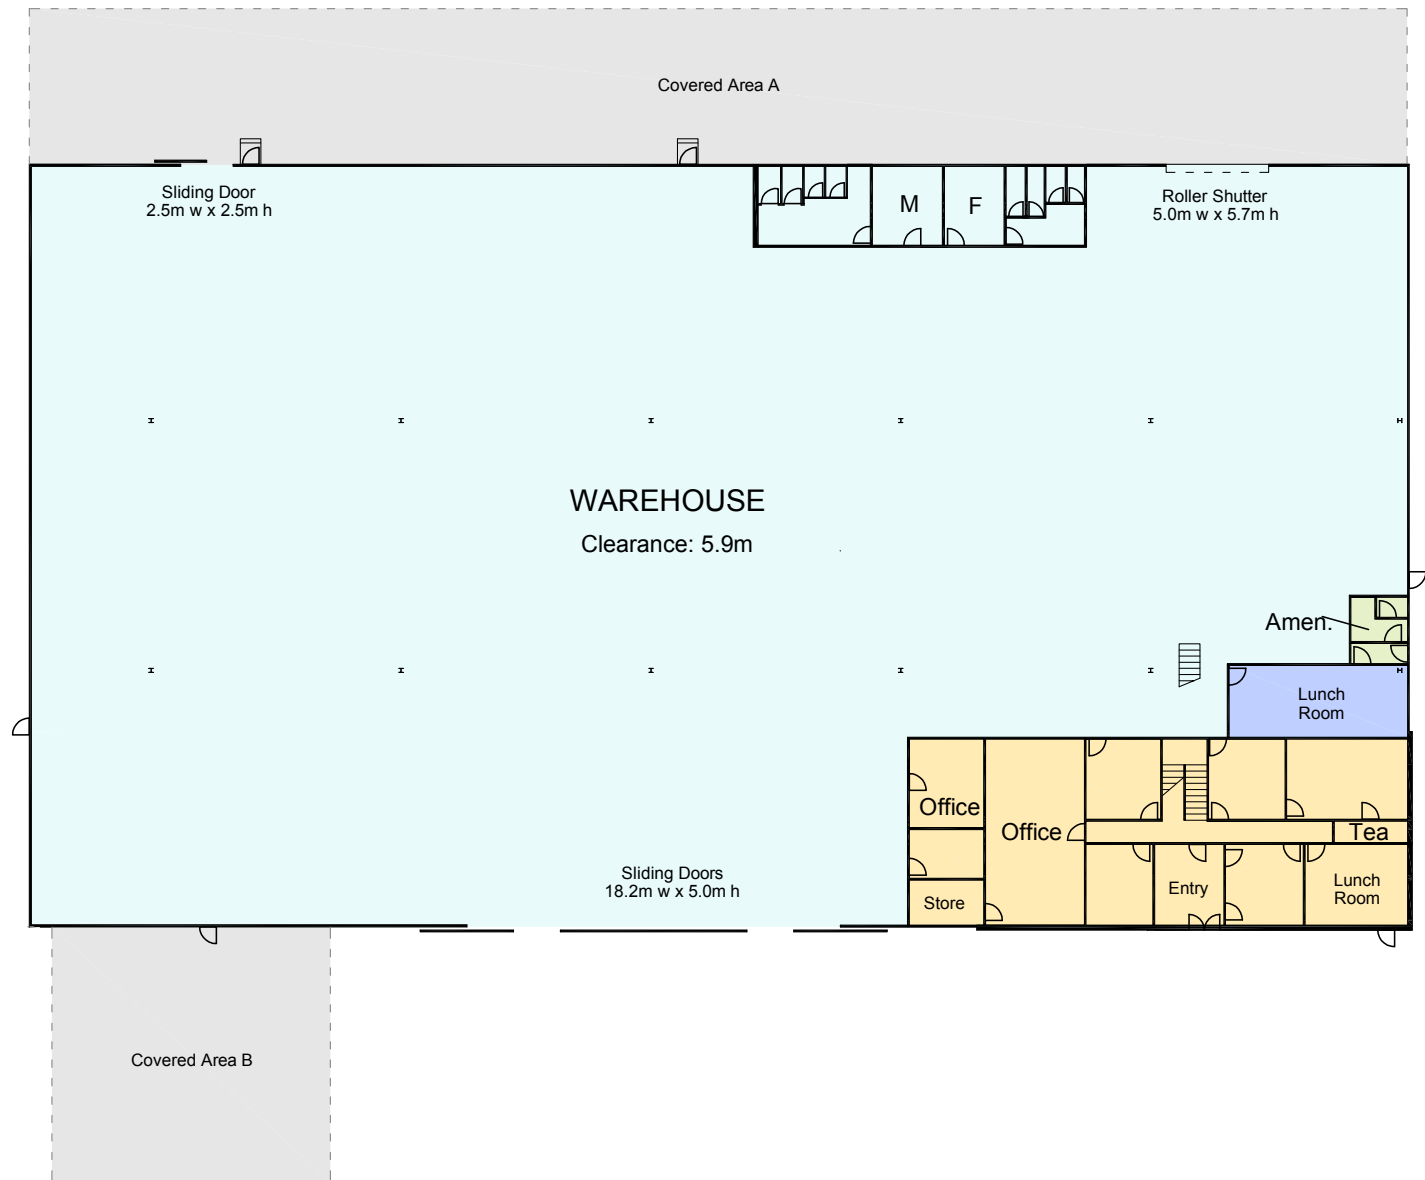 Covered Area A
Sliding Door
2.5m w x 2.5m h
M
F
Roller Shutter
5.0m w x 5.7m h
WAREHOUSE
Clearance: 5.9m
Amen.
Lunch
Room
Office
Office
Tea
Sliding Doors
18.2m w x 5.0m h
Store
Entry
Lunch
Room
Covered Area B